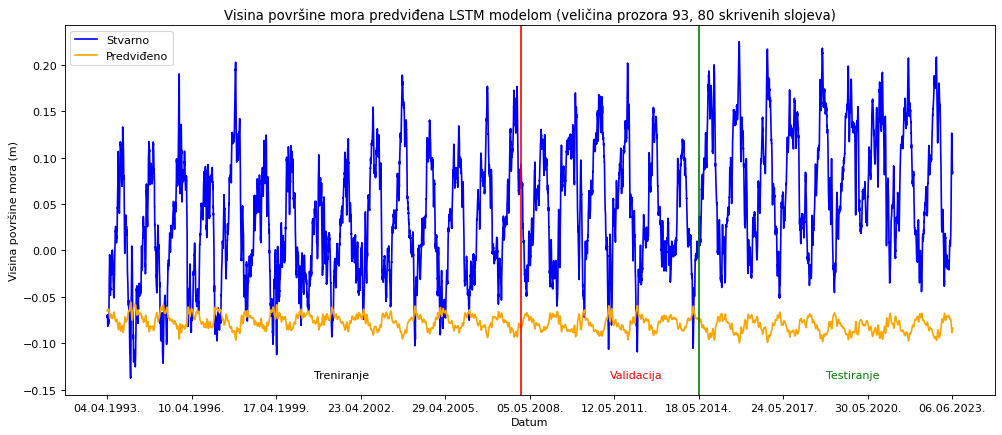 Visina površine mora predviđena LSTM modelom (veličina prozora 93, 80 skrivenih slojeva)
Stvarno
Predviđeno
Visina površine mora (m)
0.20
0.15
0.10
0.05
0.00
−0.05
−0.10
−0.15
Treniranje
Validacija
Testiranje
04.04.1993.
10.04.1996.
17.04.1999.
23.04.2002.
29.04.2005.
05.05.2008.
12.05.2011.
18.05.2014.
24.05.2017.
30.05.2020.
06.06.2023.
Datum